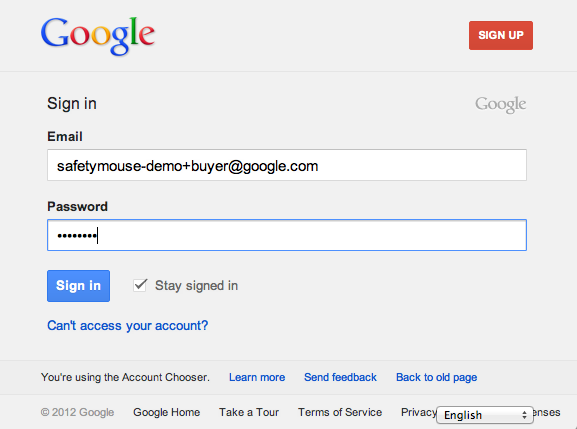 Google
SIGN UP
Sign in
Google
Email
safetymouse-demo+buyer@google.com
Password
••••••••
Sign in
Stay signed in
Can't access your account?
You're using the Account Chooser. Learn more Send feedback Back to old page
© 2012 Google Google Home Take a Tour Terms of Service Privacy English enses